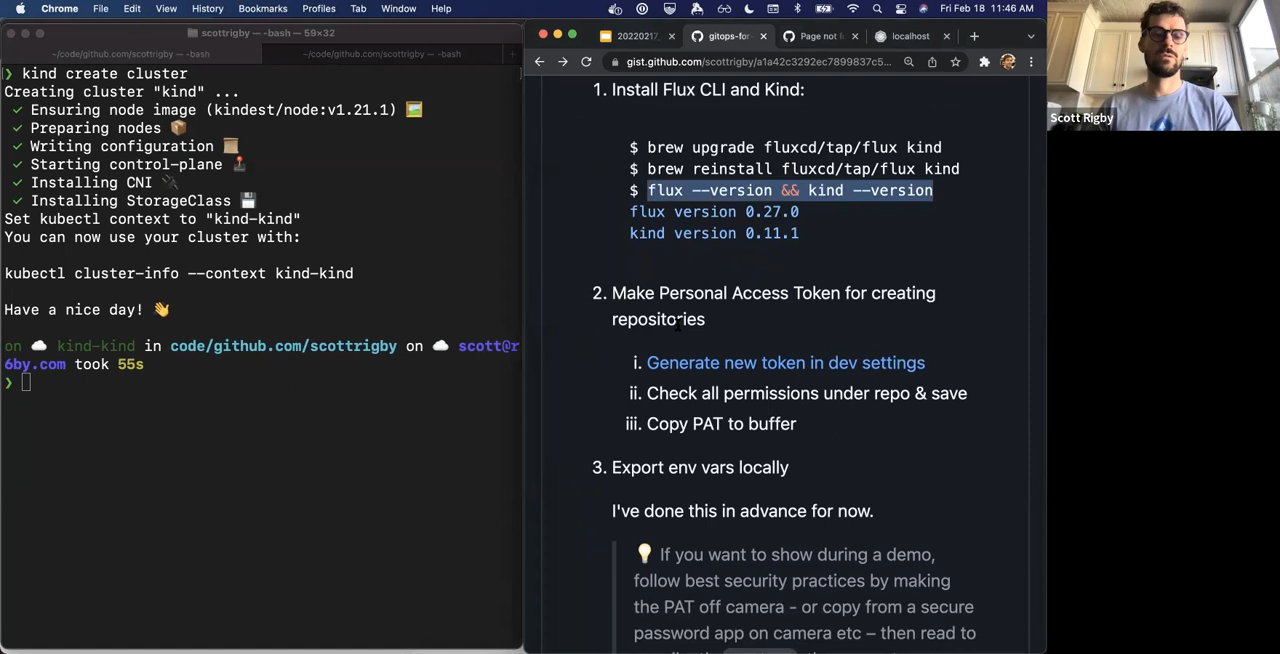 Chrome File Edit View History Bookmarks Profiles Tab Window Help Fri Feb 18 11:46 AM
scottrigby — -bash — 59×32
~/code/github.com/scottrigby — -bash
~/code/github.com/scottrigby — -bash
❯ kind create cluster
Creating cluster "kind" ...
✓ Ensuring node image (kindest/node:v1.21.1) 🖼
✓ Preparing nodes 📦
✓ Writing configuration 📜
✓ Starting control-plane 🕹
✓ Installing CNI 🔌
✓ Installing StorageClass 💾
Set kubectl context to "kind-kind"
You can now use your cluster with:
kubectl cluster-info --context kind-kind
Have a nice day! 👋
on ☁ kind-kind in code/github.com/scottrigby on ☁ scott@r
6by.com took 55s
❯
20220217_
gitops-for-
Page not f
localhost
gist.github.com/scottrigby/a1a42c3292ec7899837c5...
1. Install Flux CLI and Kind:
$ brew upgrade fluxcd/tap/flux kind
$ brew reinstall fluxcd/tap/flux kind
$ flux --version && kind --version
flux version 0.27.0
kind version 0.11.1
2. Make Personal Access Token for creating
repositories
i. Generate new token in dev settings
ii. Check all permissions under repo & save
iii. Copy PAT to buffer
3. Export env vars locally
I've done this in advance for now.
💡 If you want to show during a demo,
follow best security practices by making
the PAT off camera - or copy from a secure
password app on camera etc – then read to
Scott Rigby